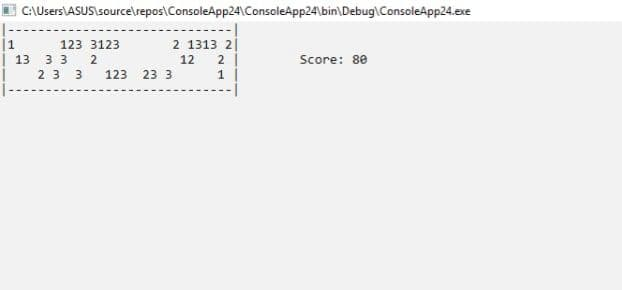 C:\Users\ASUS\source\repos\ConsoleApp24\ConsoleApp24\bin\Debug\ConsoleApp24.exe
|------------------------------|
|1      123 3123       2 1313 2|
| 13  3 3   2           12   2 |     Score: 80
|    2 3  3   123  23 3      1 |
|------------------------------|